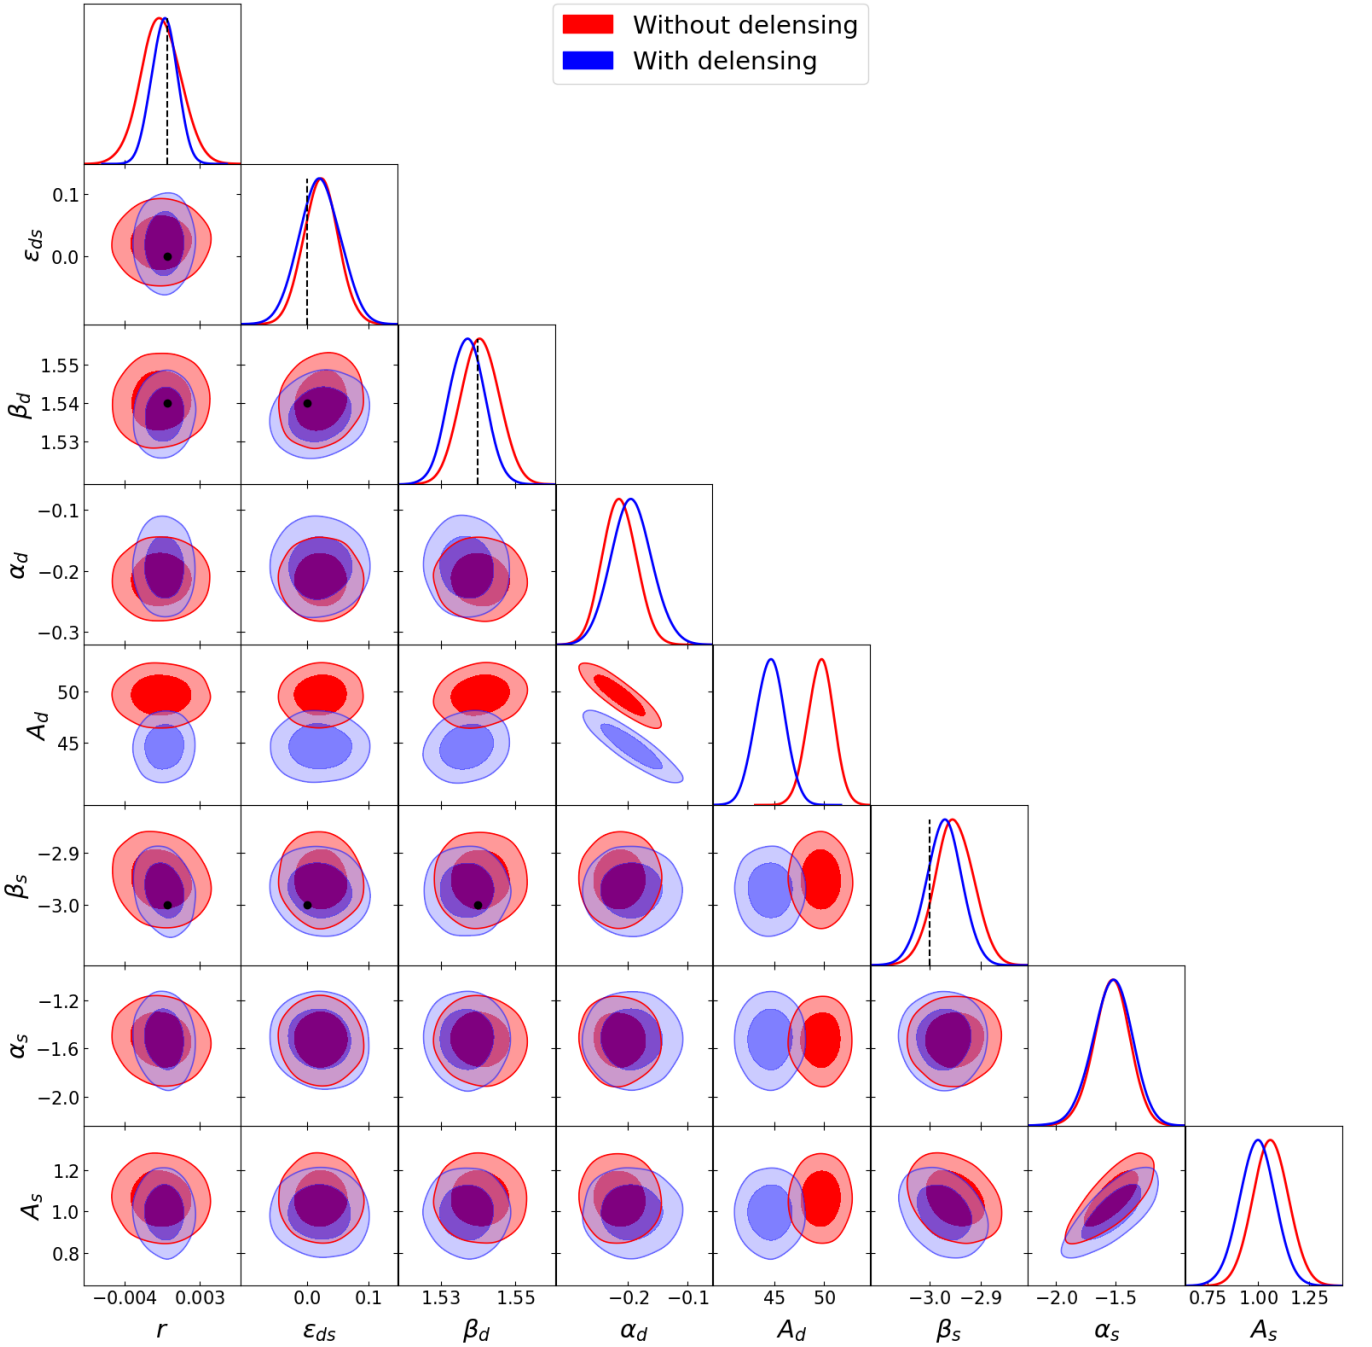 Without delensing
With delensing
0.1
0.0
ε_ds
1.55
1.54
1.53
β_d
−0.1
−0.2
−0.3
α_d
50
45
A_d
−2.9
−3.0
β_s
−1.2
−1.6
−2.0
α_s
1.2
1.0
0.8
A_s
−0.004 0.003 0.0 0.1 1.53 1.55 −0.2 −0.1 45 50 −3.0 −2.9 −2.0 −1.5 0.75 1.00 1.25
r ε_ds β_d α_d A_d β_s α_s A_s